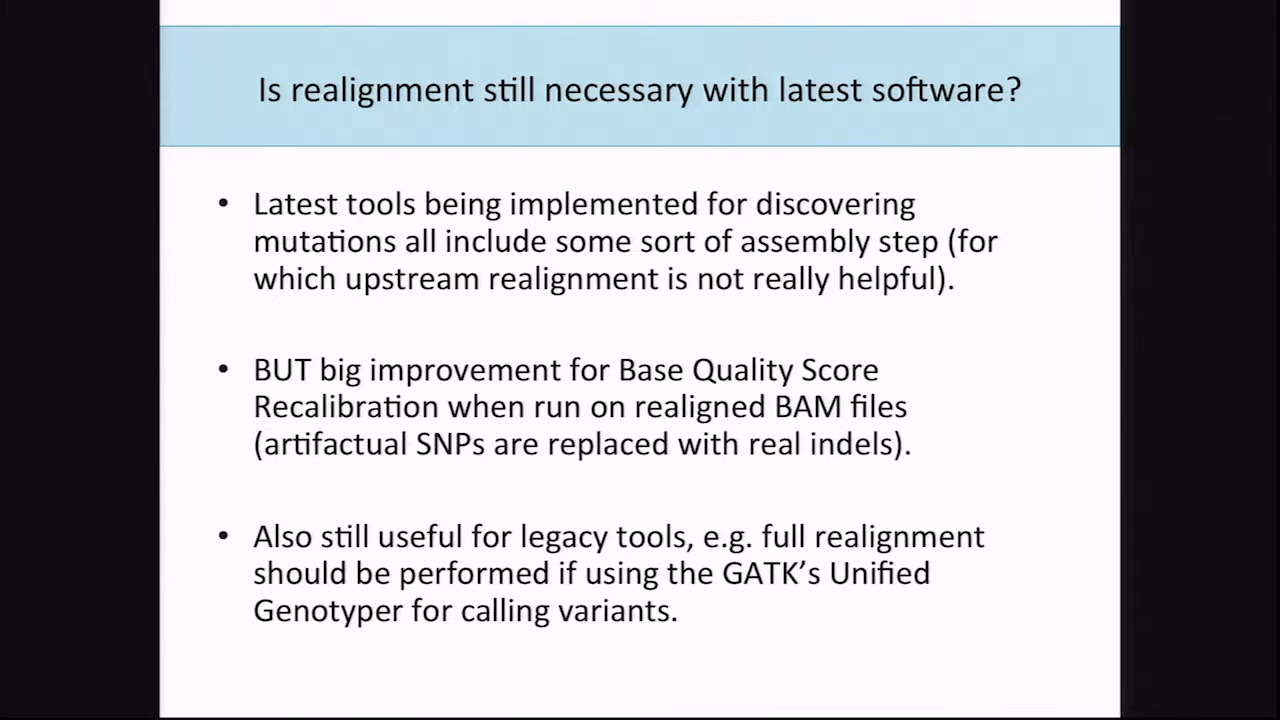 Is realignment still necessary with latest software?
• Latest tools being implemented for discovering
mutations all include some sort of assembly step (for
which upstream realignment is not really helpful).
• BUT big improvement for Base Quality Score
Recalibration when run on realigned BAM files
(artifactual SNPs are replaced with real indels).
• Also still useful for legacy tools, e.g. full realignment
should be performed if using the GATK’s Unified
Genotyper for calling variants.